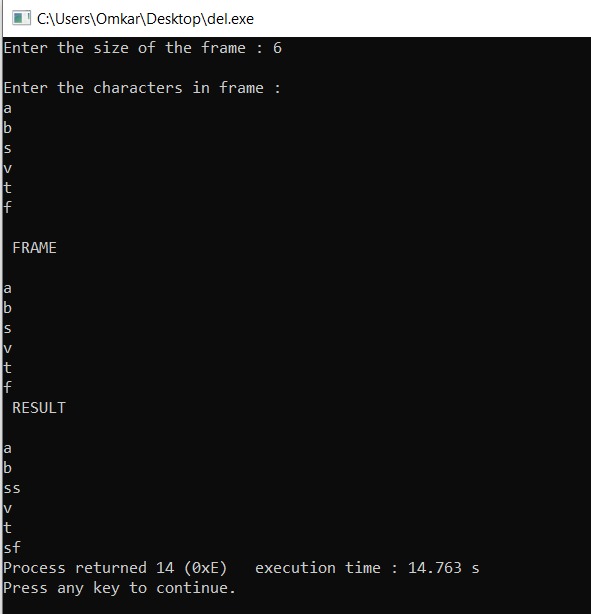 C:\Users\Omkar\Desktop\del.exe
Enter the size of the frame : 6
Enter the characters in frame :
a
b
s
v
t
f
FRAME
a
b
s
v
t
f
RESULT
a
b
ss
v
t
sf
Process returned 14 (0xE)   execution time : 14.763 s
Press any key to continue.